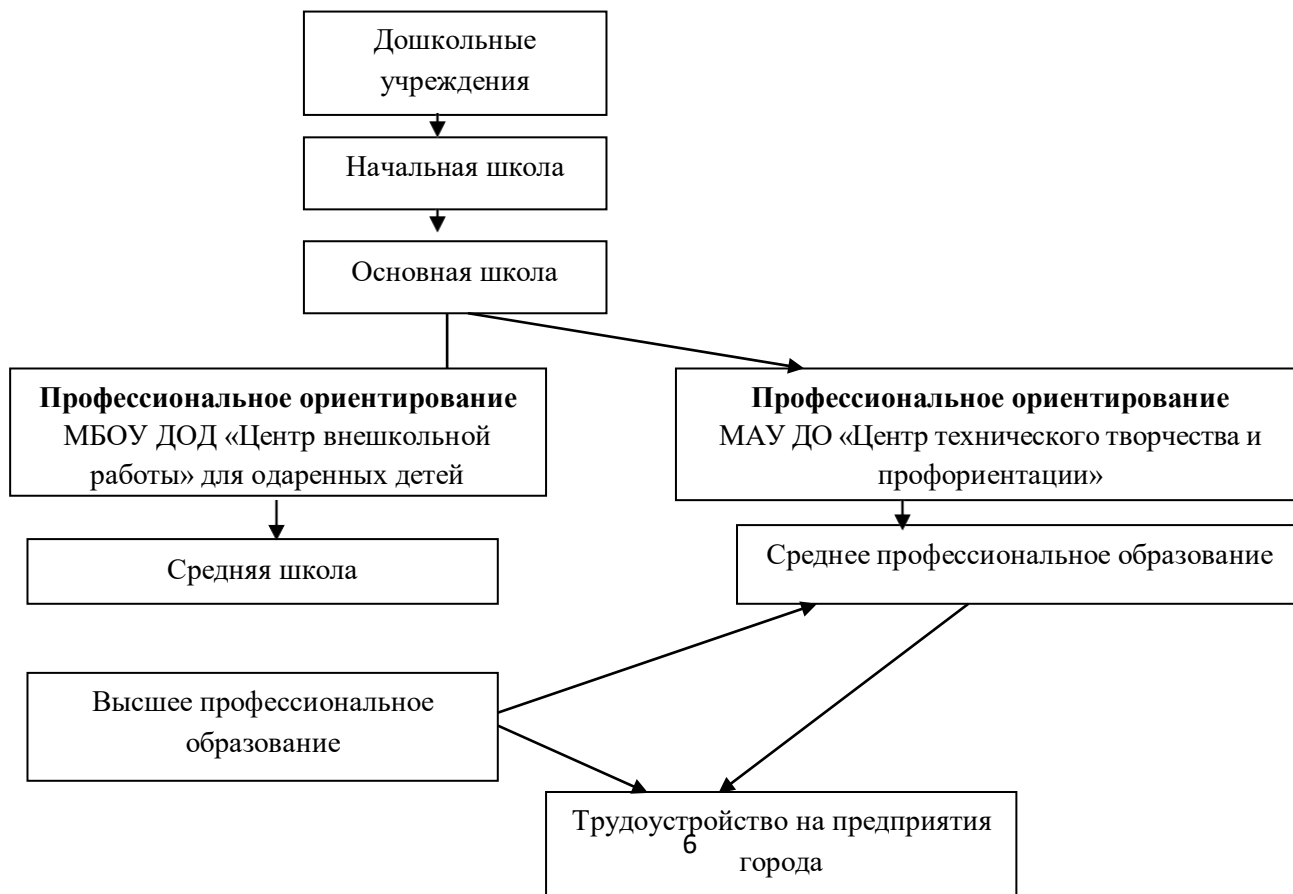 Дошкольные
учреждения
Начальная школа
Основная школа
Профессиональное ориентирование
МБОУ ДОД «Центр внешкольной
работы» для одаренных детей
Профессиональное ориентирование
МАУ ДО «Центр технического творчества и
профориентации»
Средняя школа
Среднее профессиональное образование
Высшее профессиональное
образование
Трудоустройство на предприятия
города
6